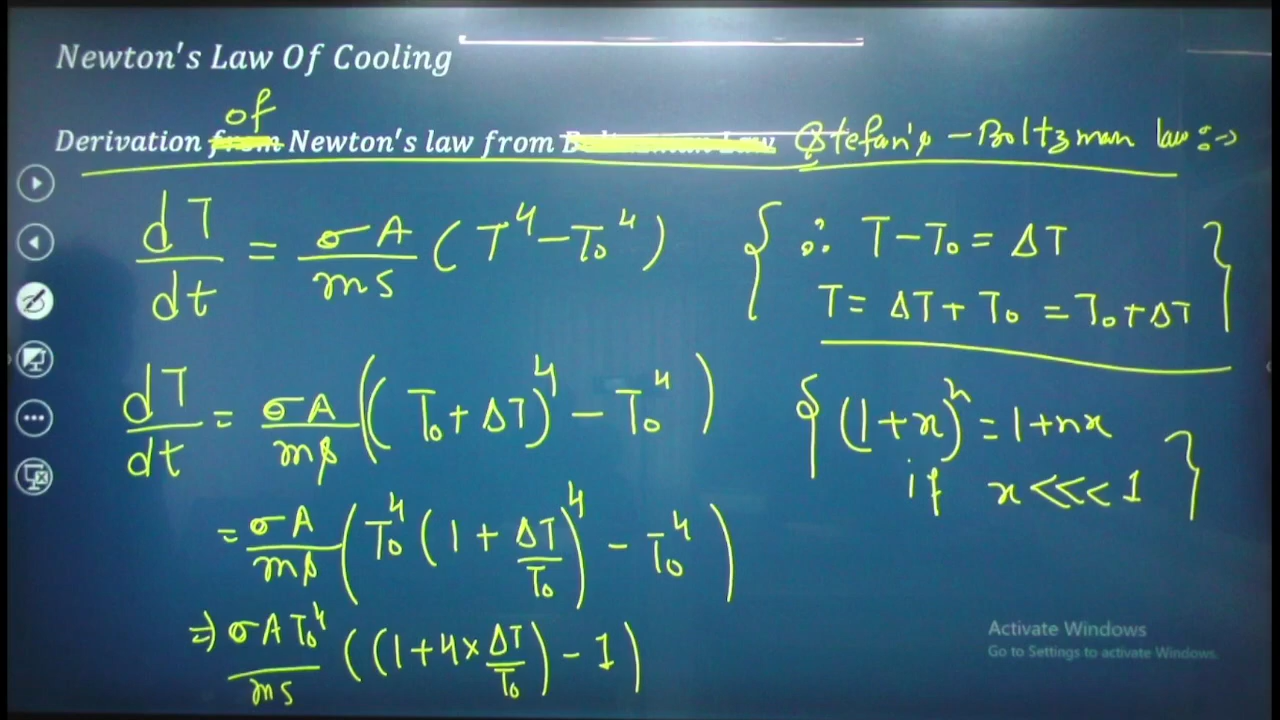 Newton's Law Of Cooling
of
Derivation from Newton's law from Boltzman Law Stefan's - Boltzman law :->
dT/dt = σA/ms (T⁴ - T₀⁴) { ∴ T - T₀ = ΔT
T = ΔT + T₀ = T₀ + ΔT }
dT/dt = σA/ms ((T₀ + ΔT)⁴ - T₀⁴) { (1+x)ⁿ = 1+nx
if x <<< 1 }
= σA/ms (T₀⁴ (1 + ΔT/T₀)⁴ - T₀⁴)
⇒ σAT₀⁴/ms ((1 + 4 × ΔT/T₀) - 1)
Activate Windows
Go to Settings to activate Windows.